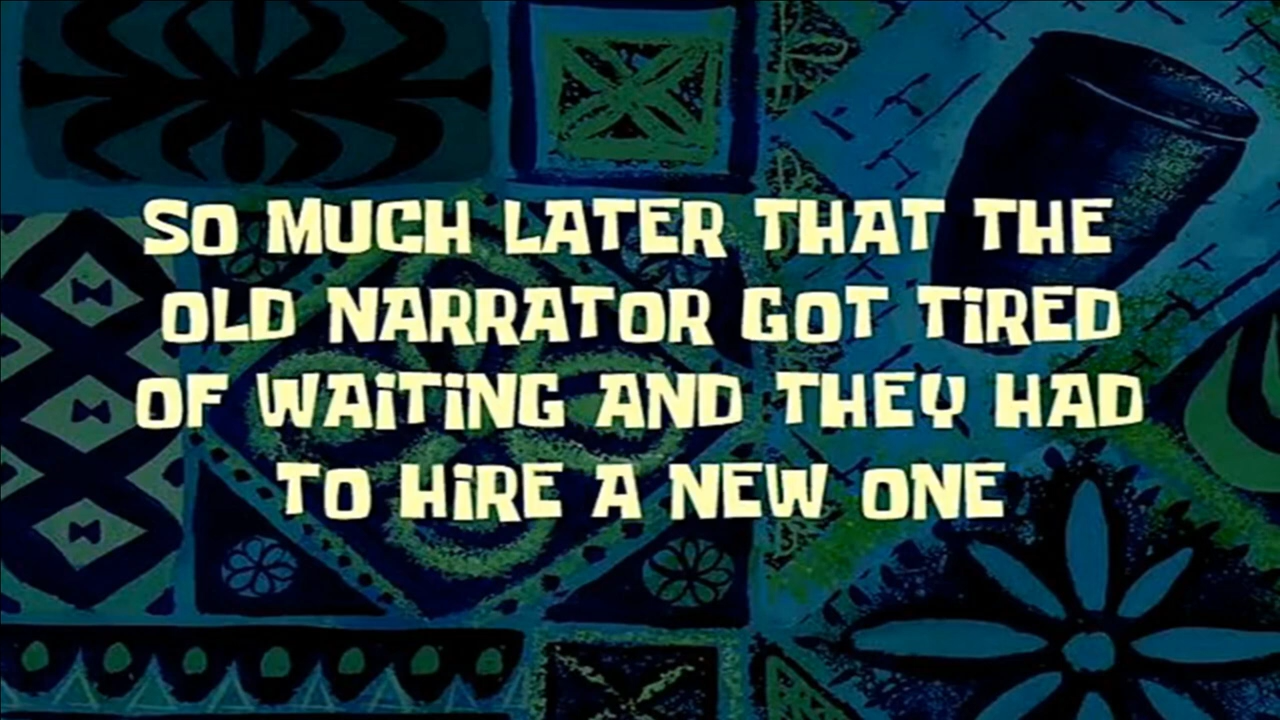 SO MUCH LATER THAT THE
OLD NARRATOR GOT TiRED
OF WAiTiNG AND THEY HAD
TO HiRE A NEW ONE